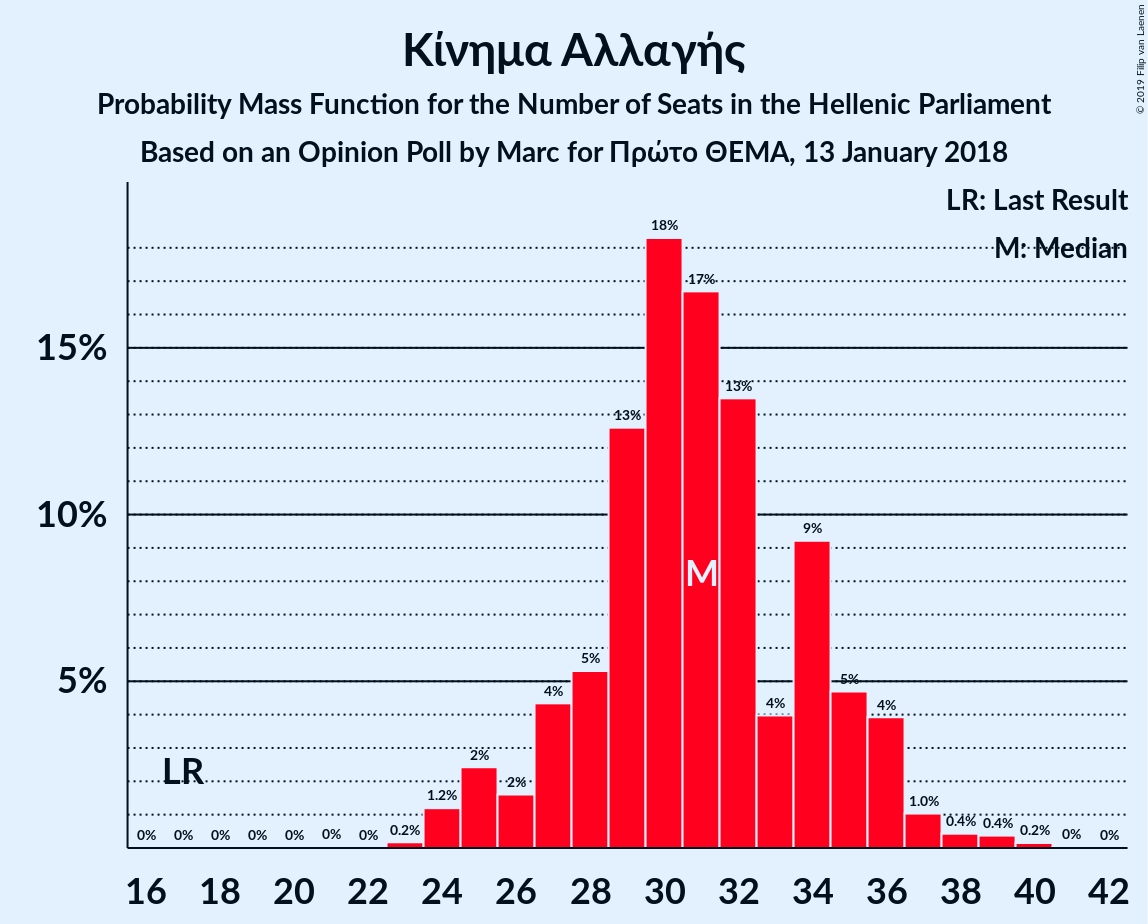 Κίνημα Αλλαγής
Probability Mass Function for the Number of Seats in the Hellenic Parliament
Based on an Opinion Poll by Marc for Πρώτο ΘΕΜΑ, 13 January 2018
© 2019 Filip van Laenen
LR: Last Result
M: Median
15%
10%
5%
LR
M
0% 0% 0% 0% 0% 0% 0% 0.2% 1.2% 2% 2% 4% 5% 13% 18% 17% 13% 4% 9% 5% 4% 1.0% 0.4% 0.4% 0.2% 0% 0%
16 18 20 22 24 26 28 30 32 34 36 38 40 42